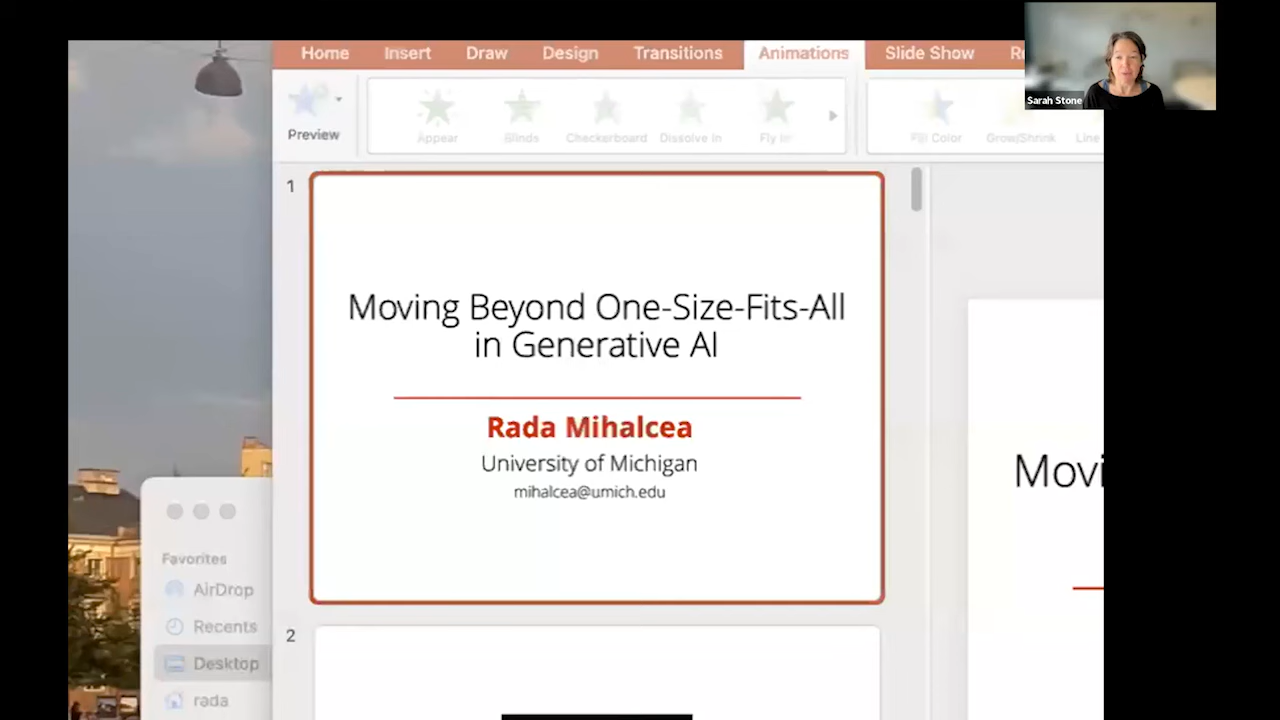 Home Insert Draw Design Transitions Animations Slide Show
Sarah Stone
Preview
Appear Blinds Checkerboard Dissolve In Fly In
Fill Color Grow/Shrink Line
1
Moving Beyond One-Size-Fits-All
in Generative AI
Rada Mihalcea
University of Michigan
mihalcea@umich.edu
Movi
Favorites
AirDrop
Recents
Desktop
rada
2